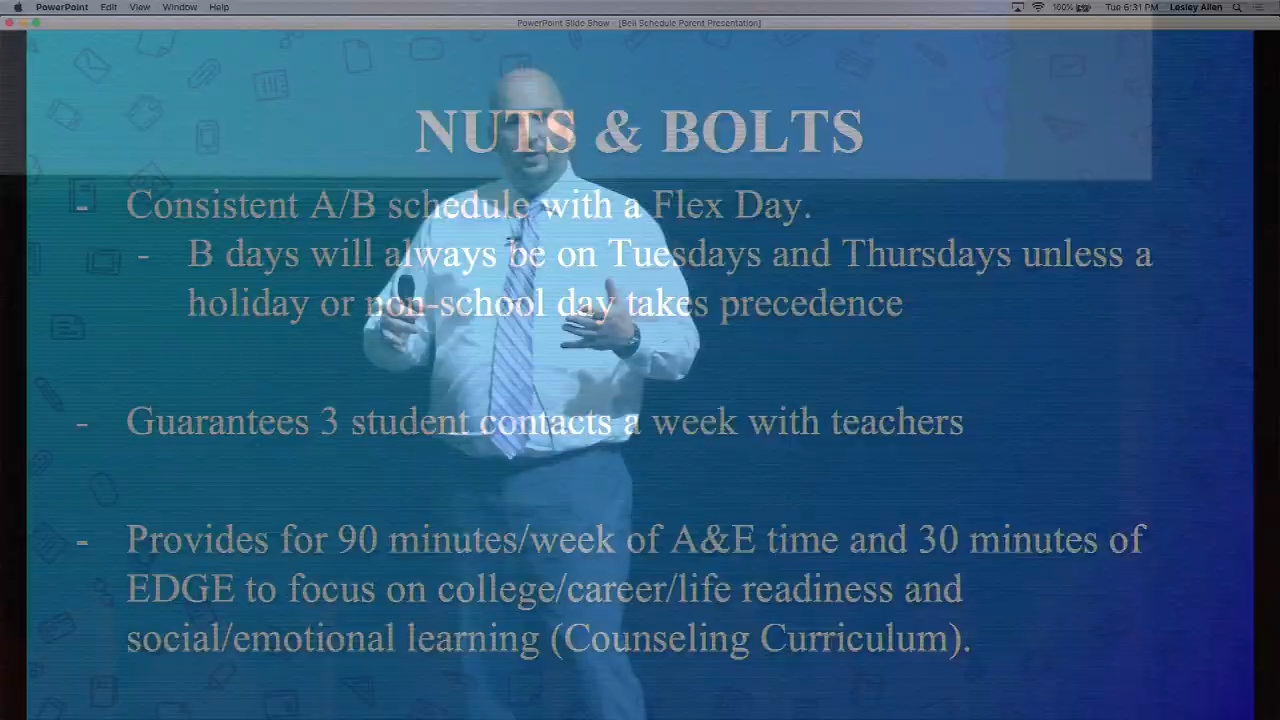 PowerPoint Edit View Window Help 100% Tue 6:31 PM Lesley Allen
PowerPoint Slide Show - [Bell Schedule Parent Presentation]
NUTS & BOLTS
- Consistent A/B schedule with a Flex Day.
- B days will always be on Tuesdays and Thursdays unless a
holiday or non-school day takes precedence
- Guarantees 3 student contacts a week with teachers
- Provides for 90 minutes/week of A&E time and 30 minutes of
EDGE to focus on college/career/life readiness and
social/emotional learning (Counseling Curriculum).